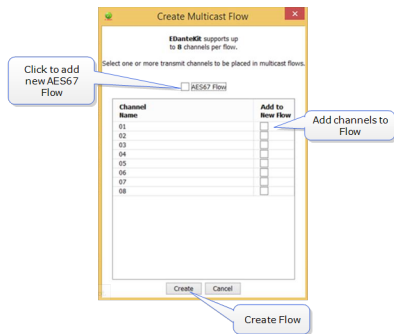 Create Multicast Flow
EDanteKit supports up
to 8 channels per flow.
Select one or more transmit channels to be placed in multicast flows.
Click to add
new AES67
Flow
AES67 Flow
Channel
Name
Add to
New Flow
01
02
03
04
05
06
07
08
Add channels to
Flow
Create
Cancel
Create Flow